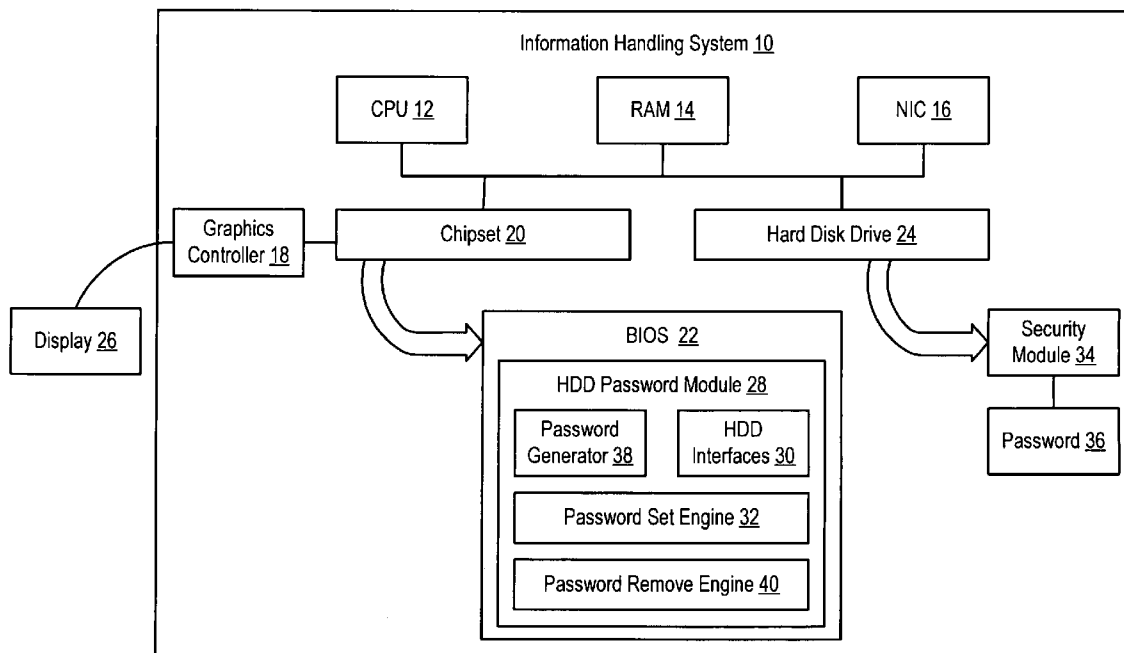 Information Handling System 10
CPU 12
RAM 14
NIC 16
Graphics
Controller 18
Chipset 20
Hard Disk Drive 24
Display 26
BIOS 22
Security
Module 34
HDD Password Module 28
Password
Generator 38
HDD
Interfaces 30
Password 36
Password Set Engine 32
Password Remove Engine 40